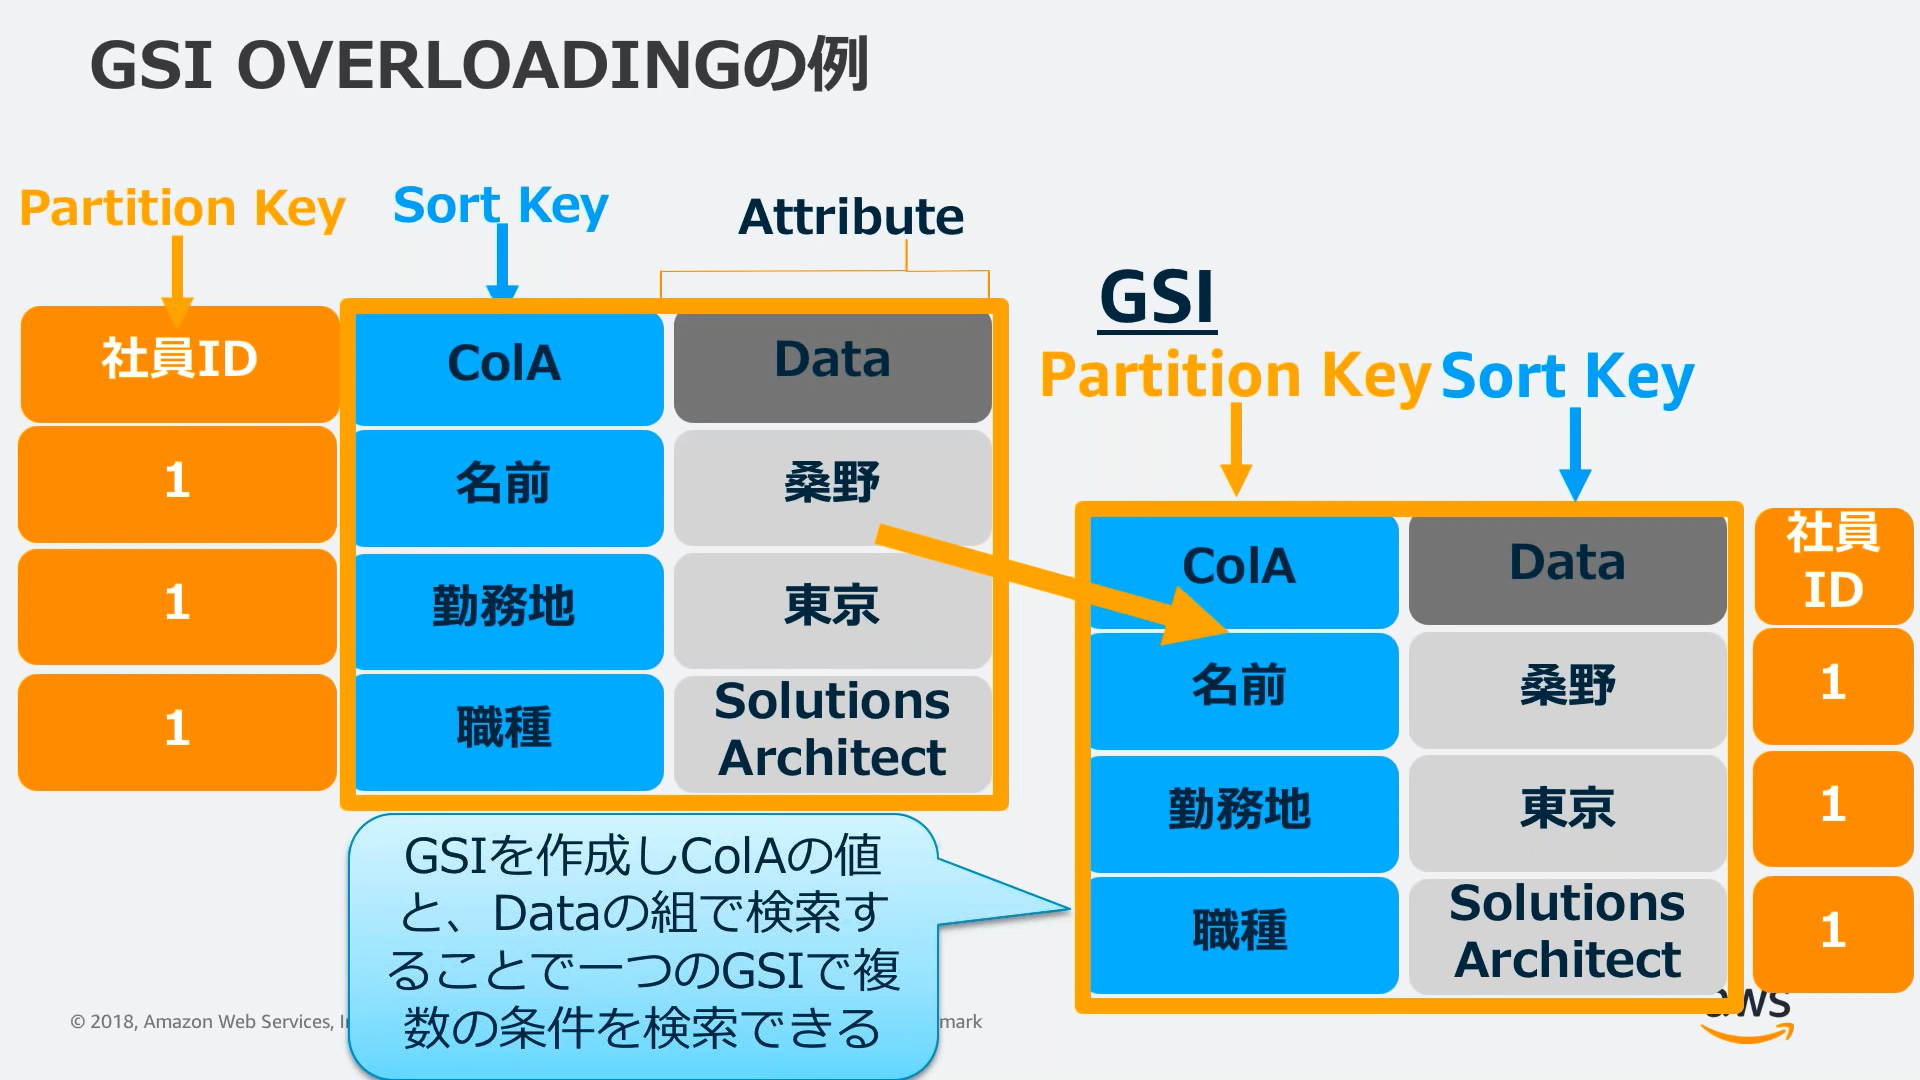 GSI OVERLOADINGの例
Partition Key
Sort Key
Attribute
社員ID
ColA
Data
1
名前
桑野
1
勤務地
東京
1
職種
Solutions
Architect
GSI
Partition Key
Sort Key
ColA
Data
社員
ID
名前
桑野
1
勤務地
東京
1
職種
Solutions
Architect
1
GSIを作成しColAの値
と、Dataの組で検索す
ることで一つのGSIで複
数の条件を検索できる
© 2018, Amazon Web Services,
mark
aws